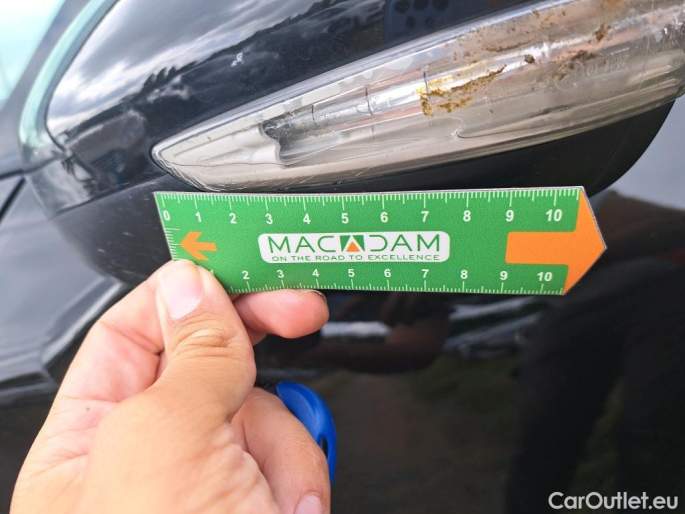 0 1 2 3 4 5 6 7 8 9 10
MACADAM
ON THE ROAD TO EXCELLENCE
2 3 4 5 6 7 8 9 10
CarOutlet.eu